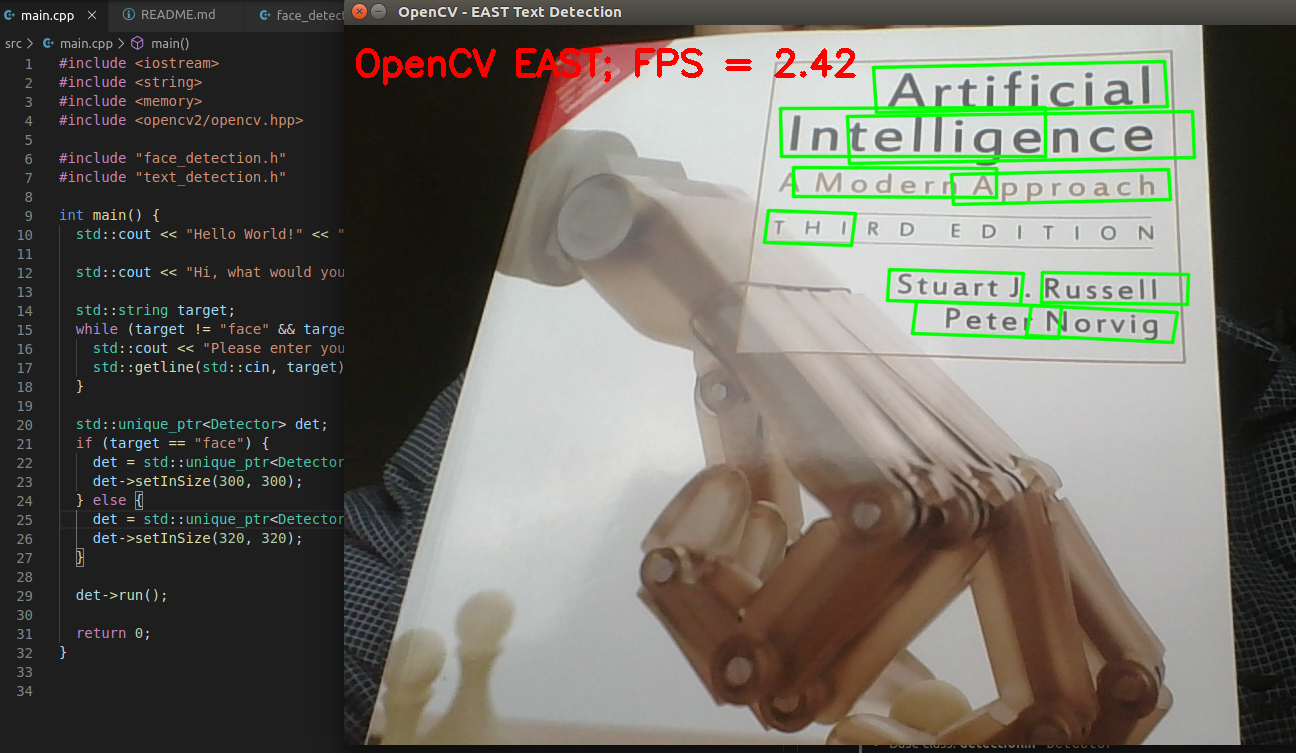 main.cpp
README.md
face_detect
OpenCV - EAST Text Detection
src > main.cpp > main()
OpenCV EAST; FPS = 2.42
1 #include <iostream>
2 #include <string>
3 #include <memory>
4 #include <opencv2/opencv.hpp>
5
6 #include "face_detection.h"
7 #include "text_detection.h"
8
9 int main() {
10 std::cout << "Hello World!" << "
11
12 std::cout << "Hi, what would you
13
14 std::string target;
15 while (target != "face" && targe
16 std::cout << "Please enter you
17 std::getline(std::cin, target)
18 }
19
20 std::unique_ptr<Detector> det;
21 if (target == "face") {
22 det = std::unique_ptr<Detector
23 det->setInSize(300, 300);
24 } else {
25 det = std::unique_ptr<Detector
26 det->setInSize(320, 320);
27 }
28
29 det->run();
30
31 return 0;
32 }
33
34
Artificial
Intelligence
A Modern Approach
THIRD EDITION
Stuart J. Russell
Peter Norvig